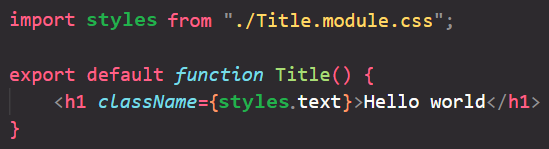 import styles from "./Title.module.css";
export default function Title() {
<h1 className={styles.text}>Hello world</h1>
}